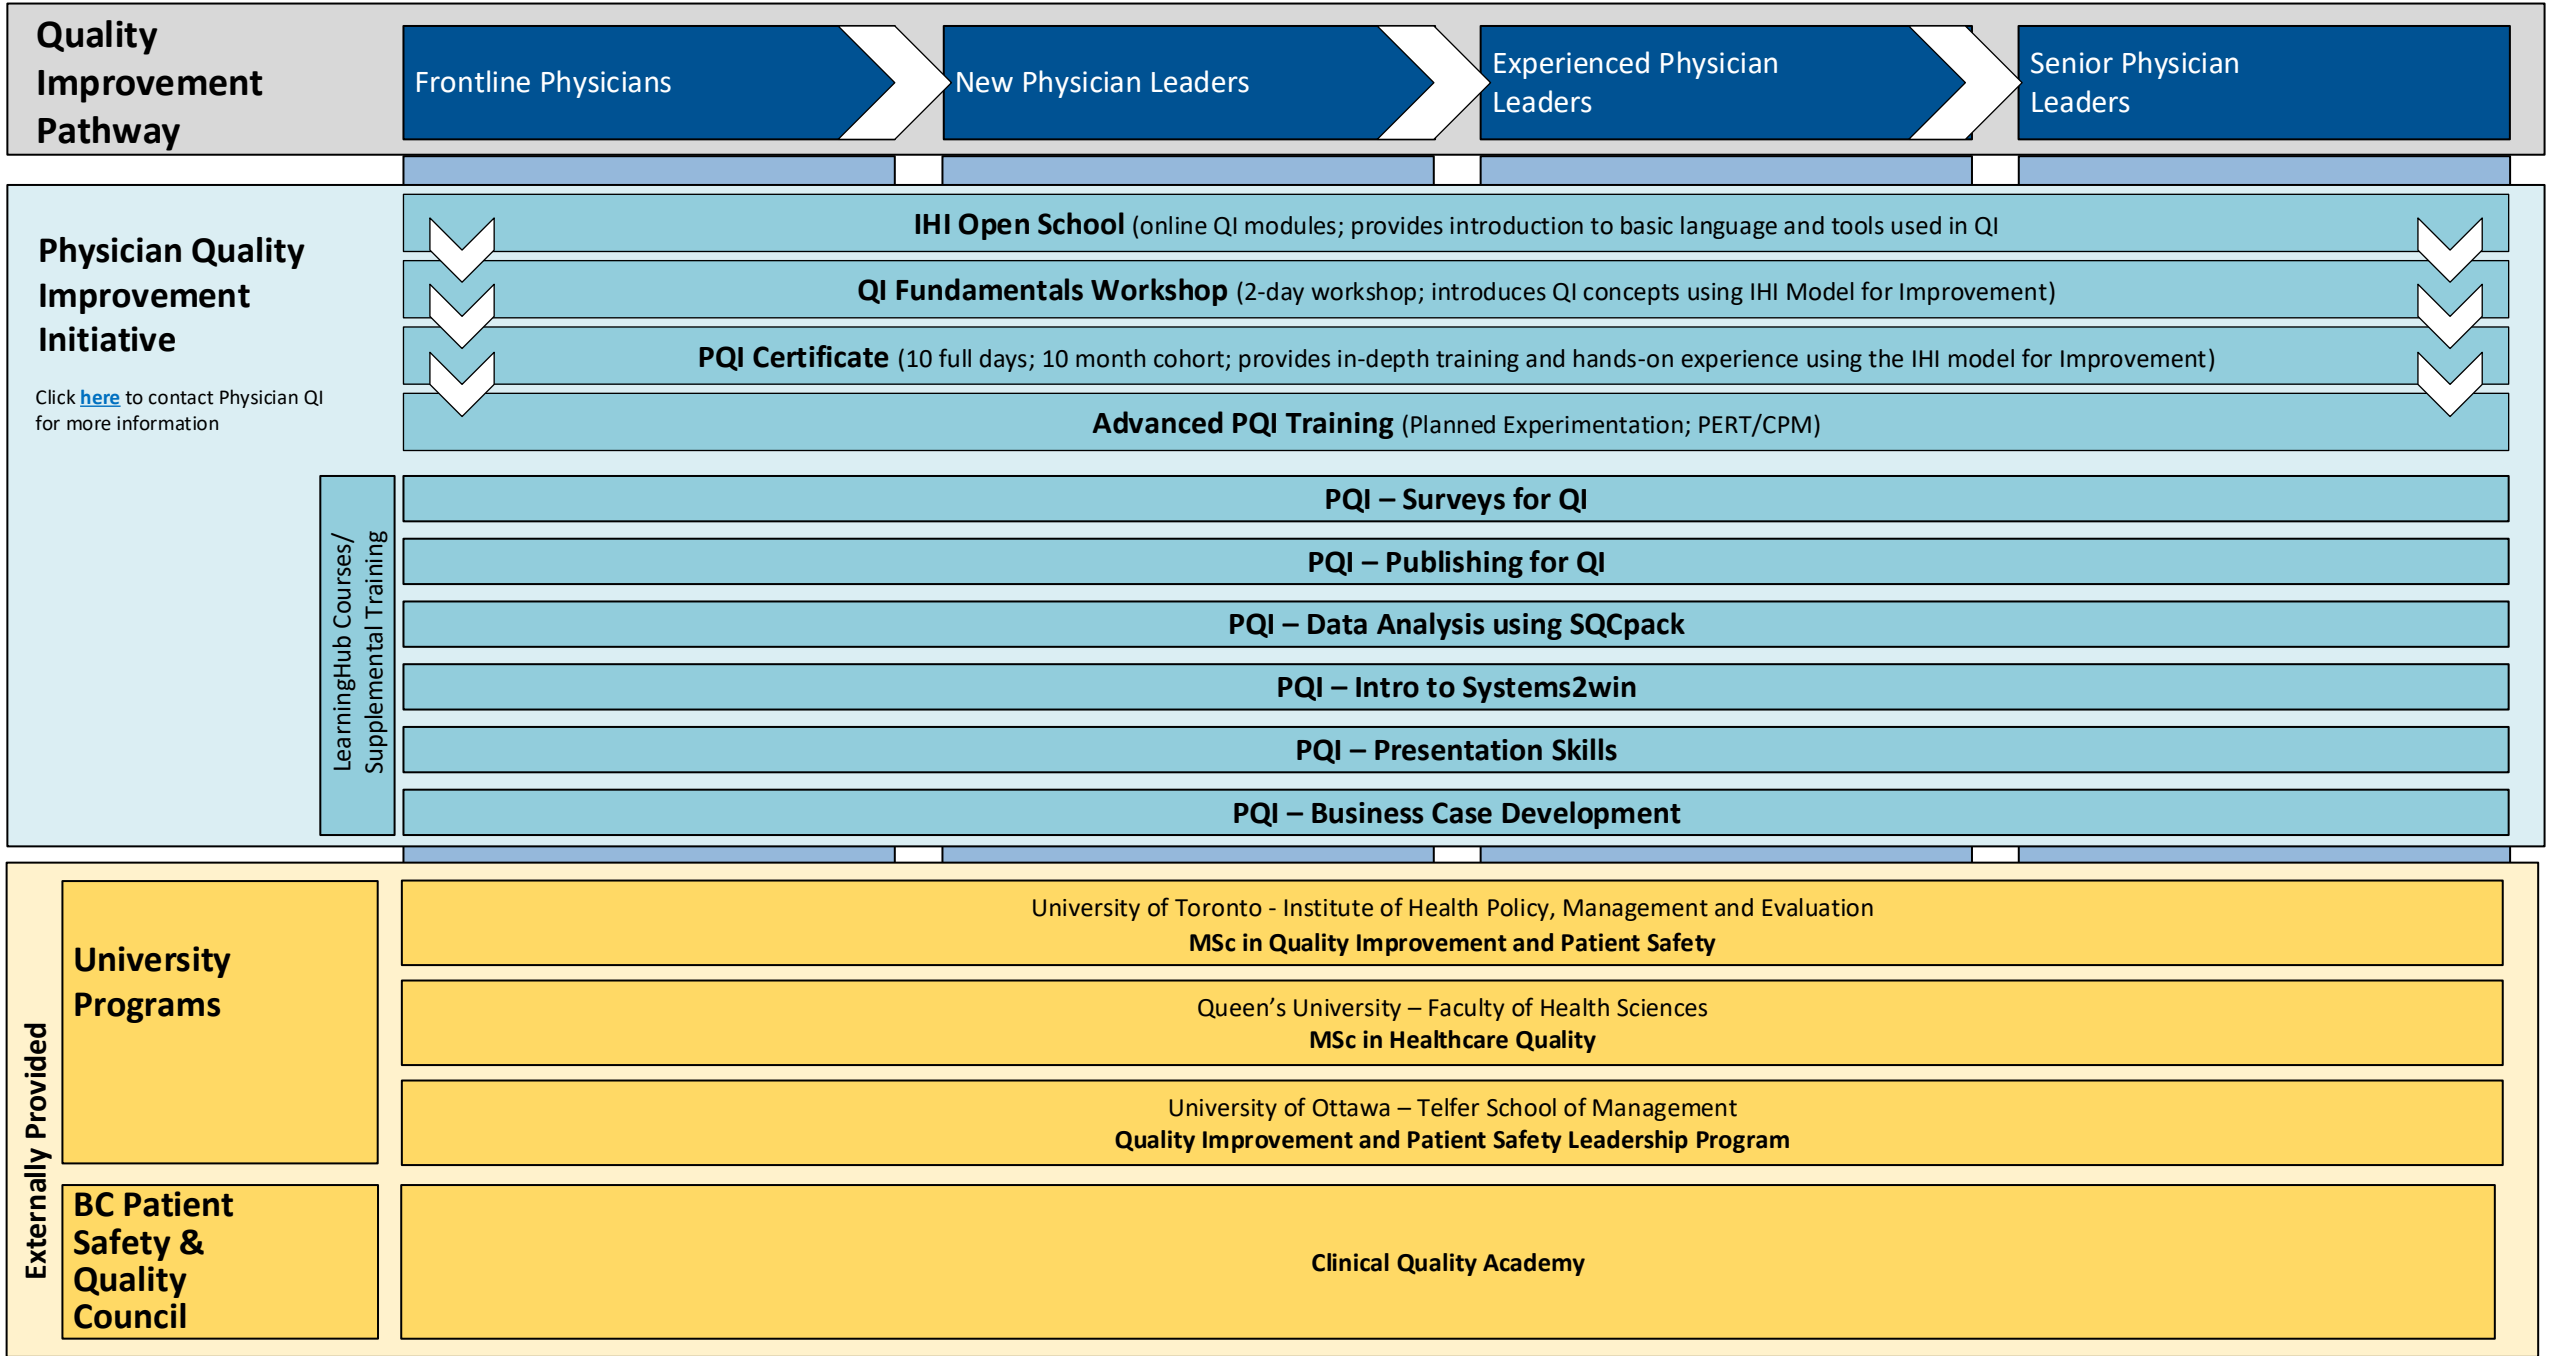 Quality
Improvement
Pathway
Frontline Physicians
New Physician Leaders
Experienced Physician
Leaders
Senior Physician
Leaders
Physician Quality
Improvement
Initiative
Click here to contact Physician QI
for more information
IHI Open School (online QI modules; provides introduction to basic language and tools used in QI
QI Fundamentals Workshop (2-day workshop; introduces QI concepts using IHI Model for Improvement)
PQI Certificate (10 full days; 10 month cohort; provides in-depth training and hands-on experience using the IHI model for Improvement)
Advanced PQI Training (Planned Experimentation; PERT/CPM)
LearningHub Courses/
Supplemental Training
PQI – Surveys for QI
PQI – Publishing for QI
PQI – Data Analysis using SQCpack
PQI – Intro to Systems2win
PQI – Presentation Skills
PQI – Business Case Development
Externally Provided
University
Programs
University of Toronto - Institute of Health Policy, Management and Evaluation
MSc in Quality Improvement and Patient Safety
Queen’s University – Faculty of Health Sciences
MSc in Healthcare Quality
University of Ottawa – Telfer School of Management
Quality Improvement and Patient Safety Leadership Program
BC Patient
Safety &
Quality
Council
Clinical Quality Academy